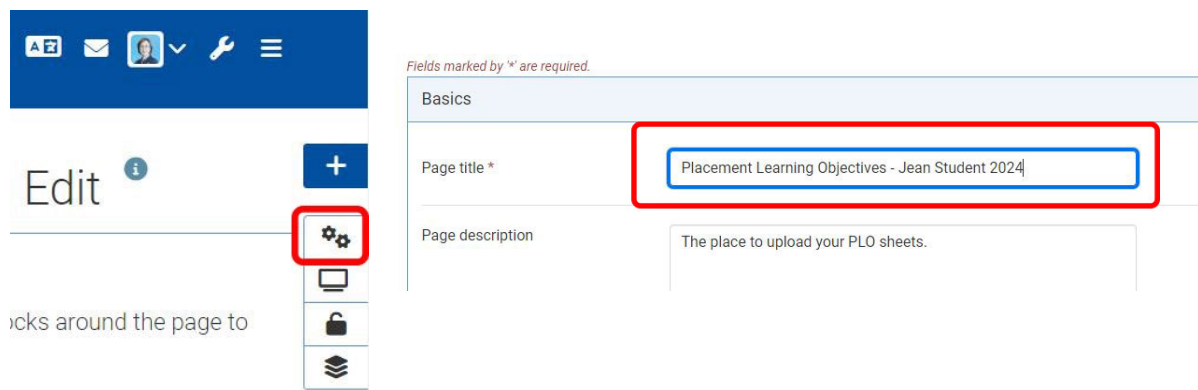 Edit
ocks around the page to
Fields marked by '*' are required.
Basics
Page title *
Placement Learning Objectives - Jean Student 2024
Page description
The place to upload your PLO sheets.